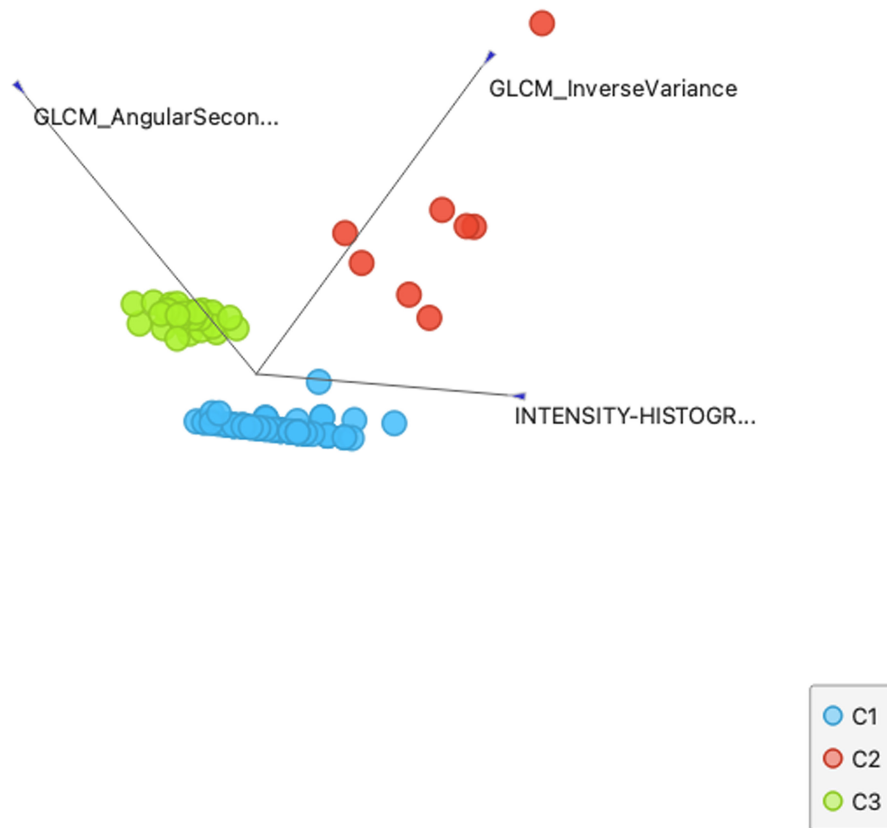 GLCM_InverseVariance
GLCM_AngularSecon...
INTENSITY-HISTOGR...
C1
C2
C3